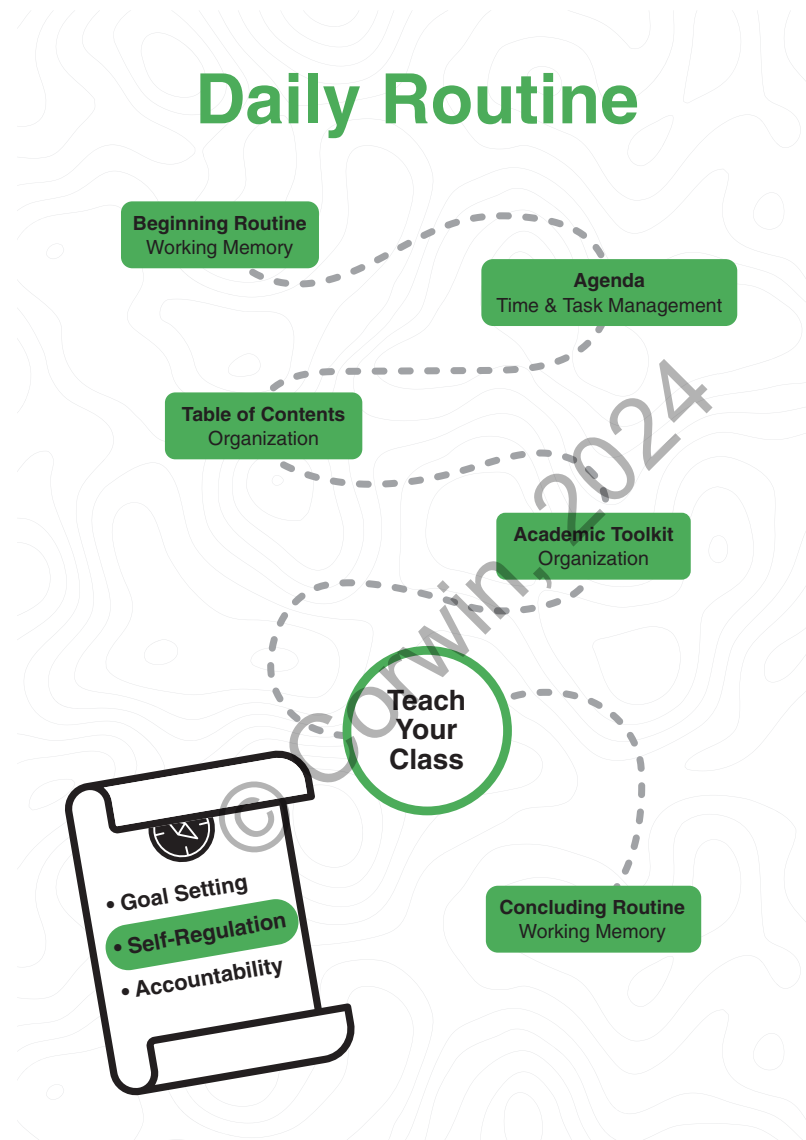 Daily Routine
Beginning Routine
Working Memory
Agenda
Time & Task Management
Table of Contents
Organization
Academic Toolkit
Organization
Teach
Your
Class
• Goal Setting
• Self-Regulation
• Accountability
Concluding Routine
Working Memory
© Corwin, 2024